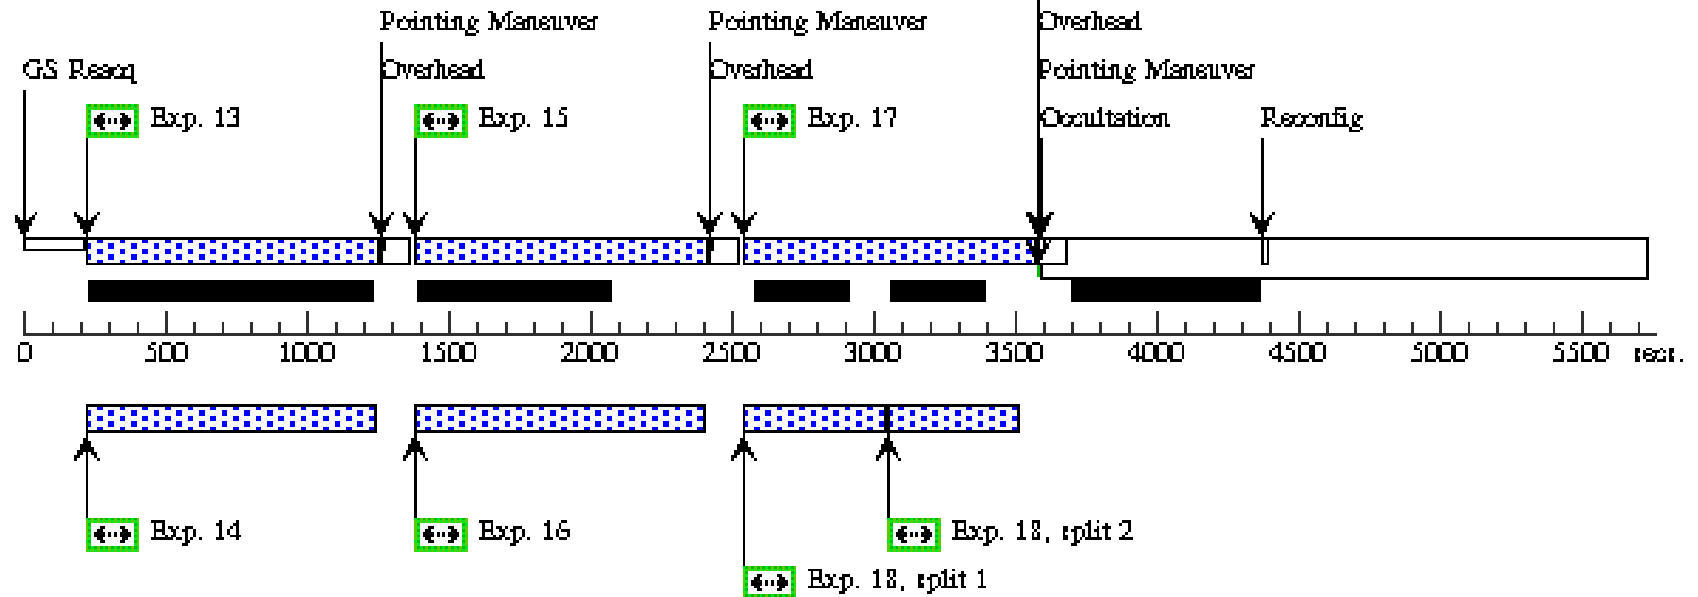 Pointing Maneuver Pointing Maneuver Overhead
GS Reacq Overhead Overhead Pointing Maneuver
Exp. 13 Exp. 15 Exp. 17 Occultation Reconfig
0 500 1000 1500 2000 2500 3000 3500 4000 4500 5000 5500 secs.
Exp. 14 Exp. 16 Exp. 18, split 2
Exp. 18, split 1